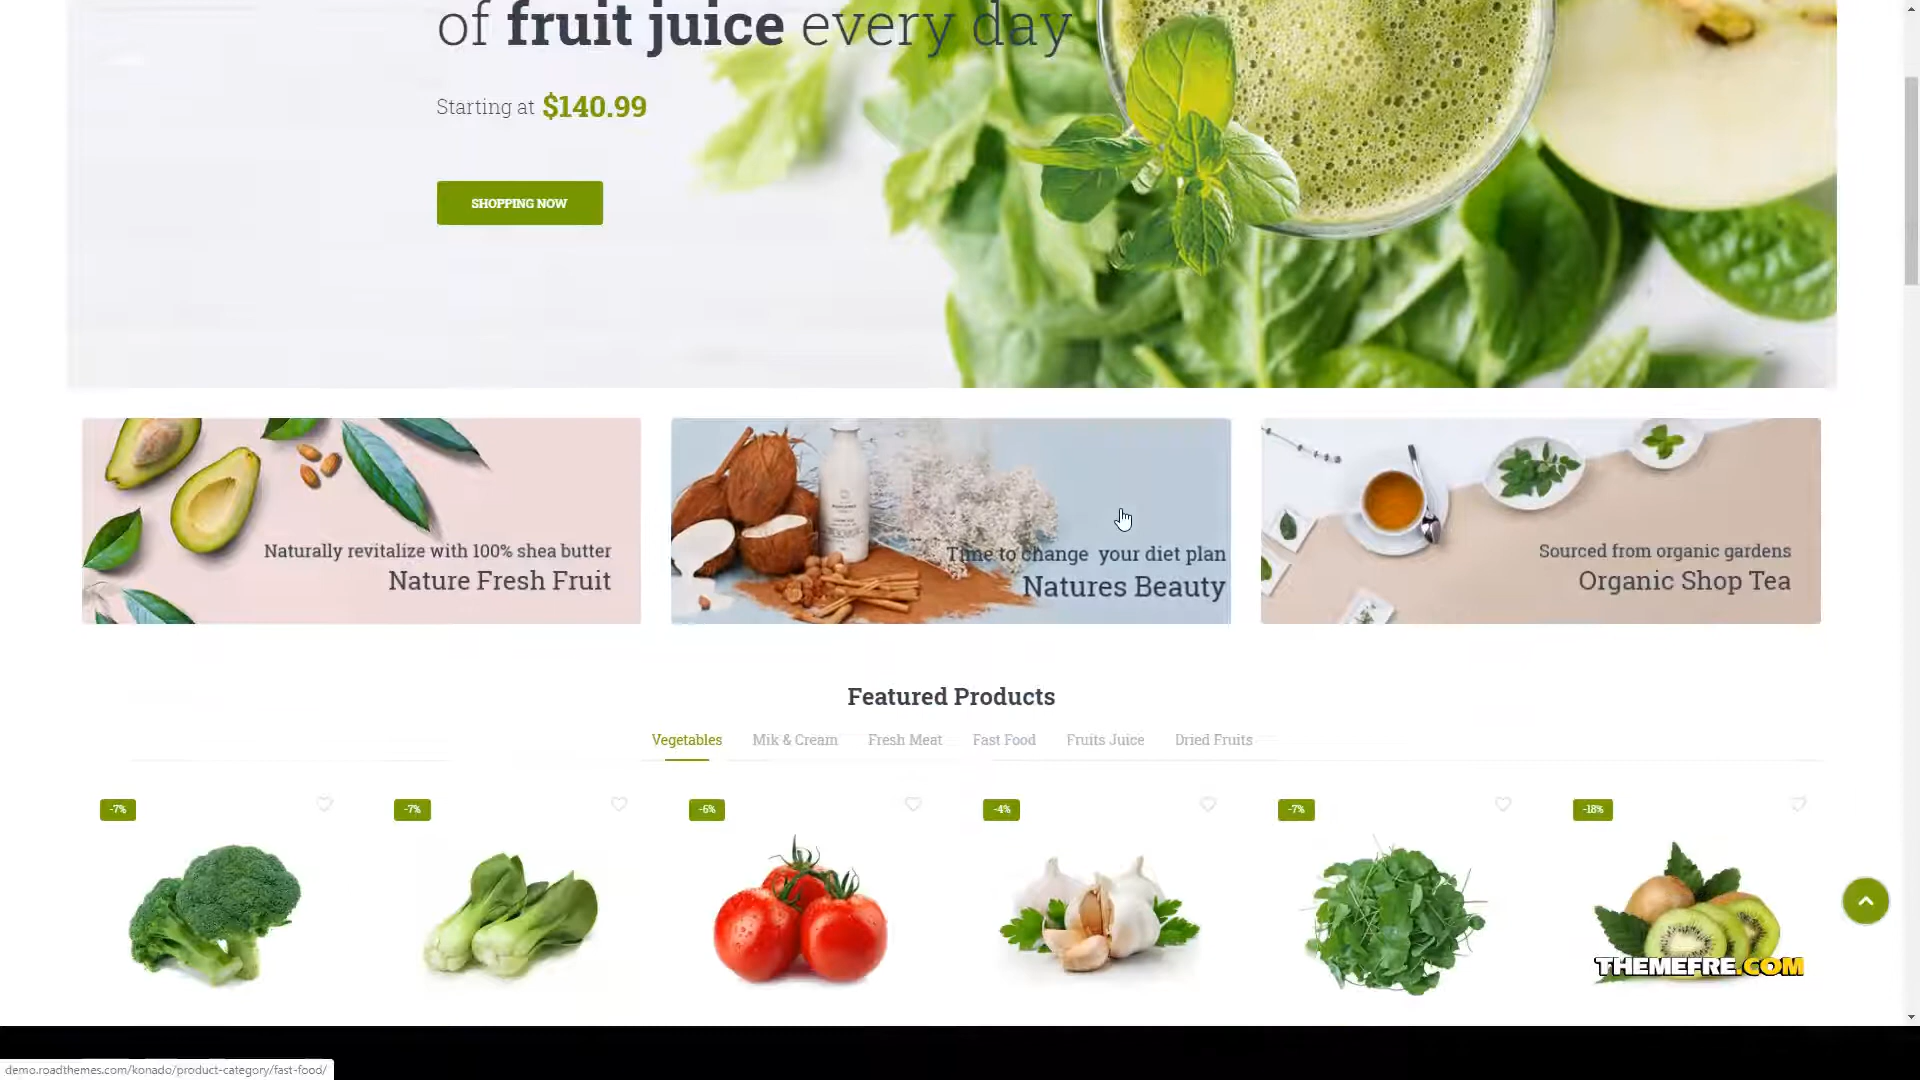 of fruit juice every day
Starting at $140.99
SHOPPING NOW
Naturally revitalize with 100% shea butter
Nature Fresh Fruit
Time to change your diet plan
Natures Beauty
Sourced from organic gardens
Organic Shop Tea
Featured Products
Vegetables Mik & Cream Fresh Meat Fast Food Fruits Juice Dried Fruits
-7% -7% -6% -4% -7% -18%
THEMEFRE.COM
demo.roadthemes.com/konado/product-category/fast-food/